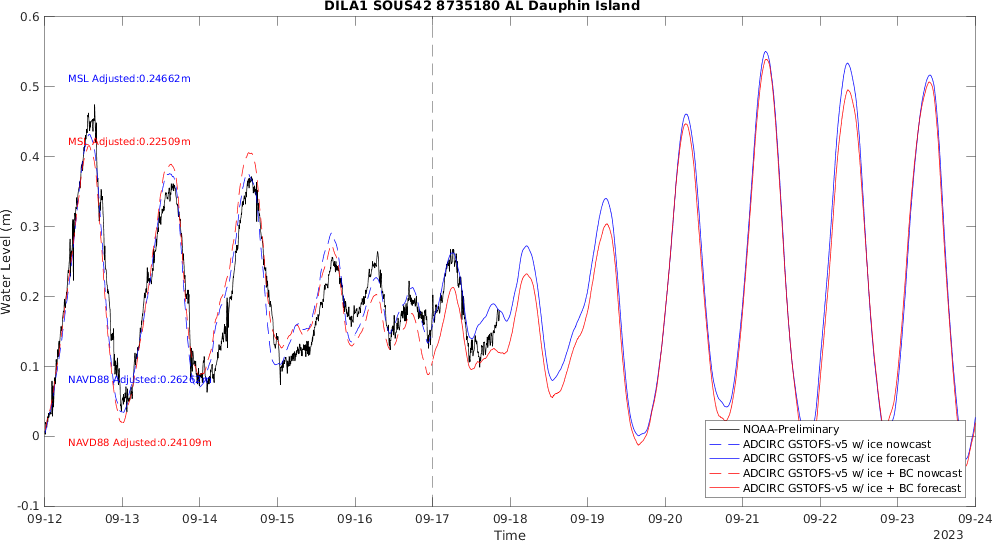 DILA1 SOUS42 8735180 AL Dauphin Island
0.6
0.5
0.4
0.3
0.2
0.1
0
-0.1
Water Level (m)
MSL Adjusted:0.24662m
MSL Adjusted:0.22509m
NAVD88 Adjusted:0.2626
NAVD88 Adjusted:0.24109m
NOAA-Preliminary
ADCIRC GSTOFS-v5 w/ ice nowcast
ADCIRC GSTOFS-v5 w/ ice forecast
ADCIRC GSTOFS-v5 w/ ice + BC nowcast
ADCIRC GSTOFS-v5 w/ ice + BC forecast
09-12 09-13 09-14 09-15 09-16 09-17 09-18 09-19 09-20 09-21 09-22 09-23 09-24
Time
2023